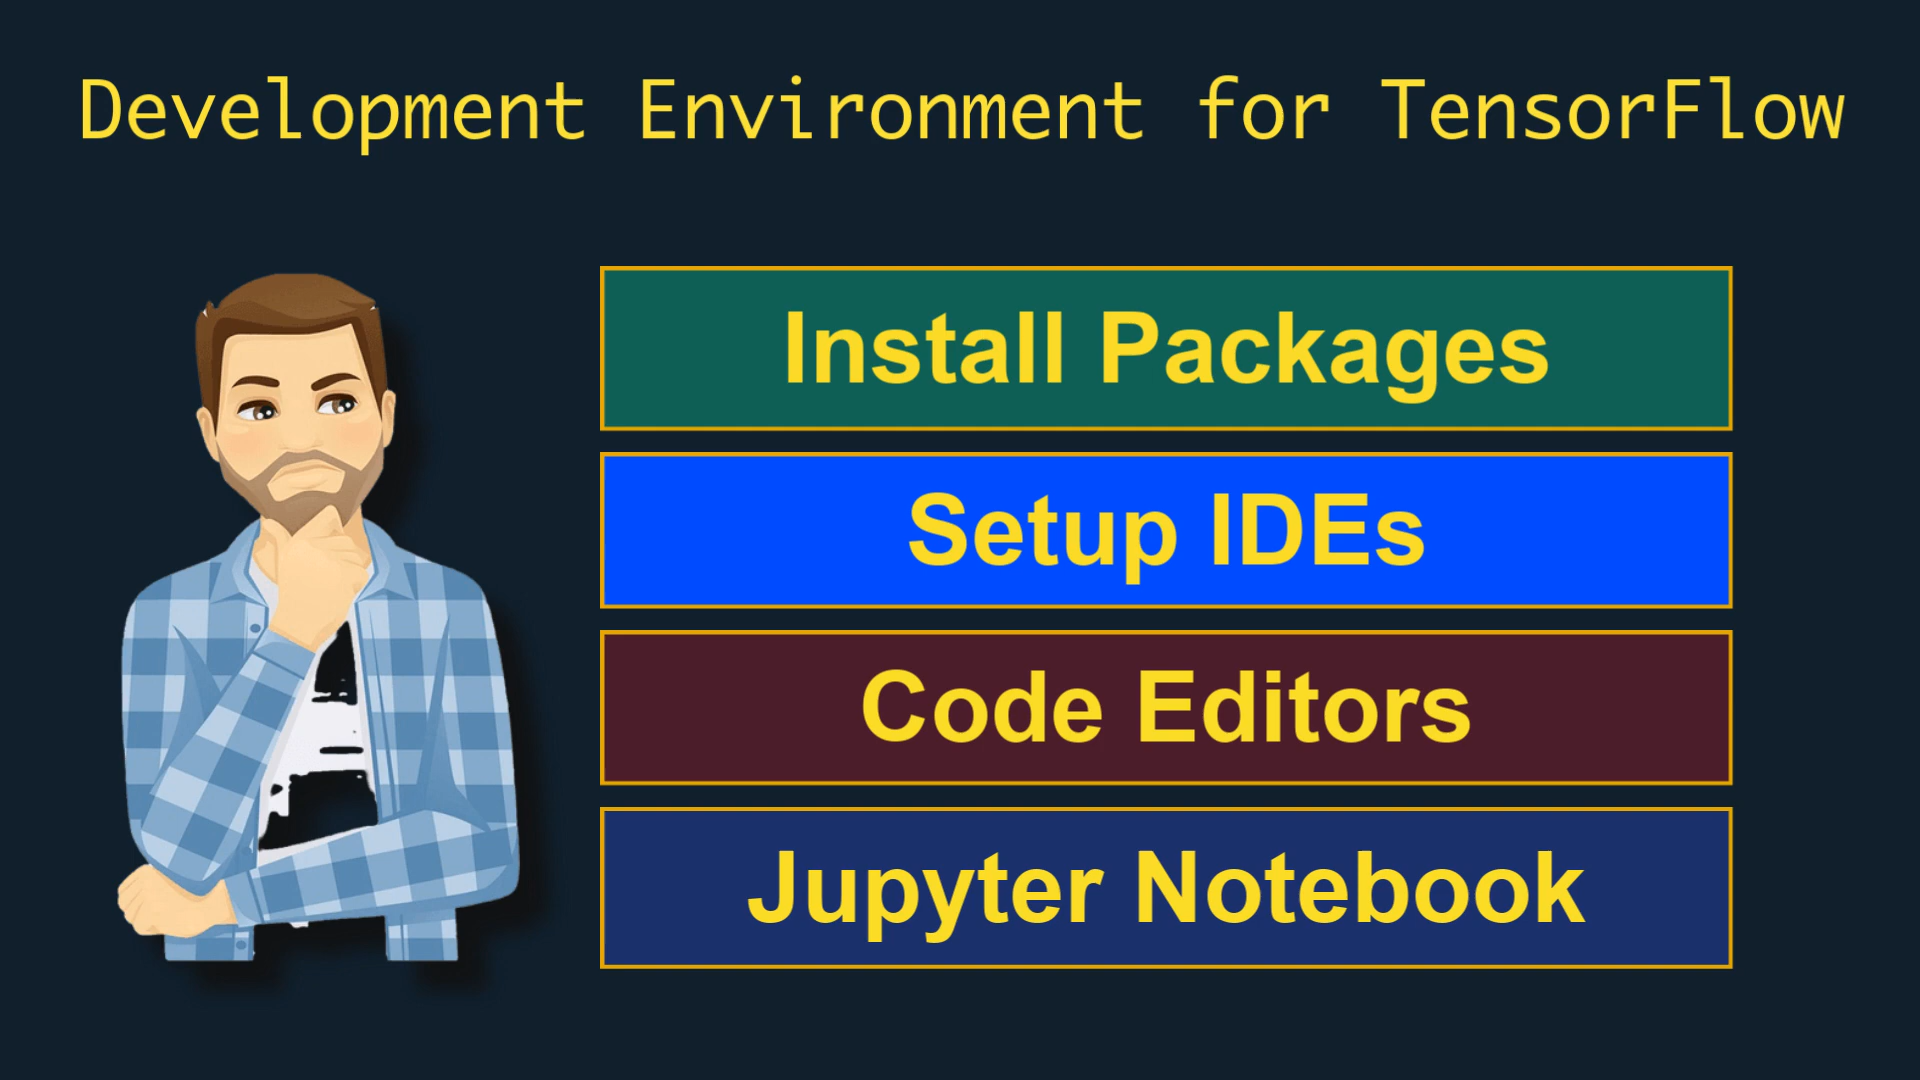 Development Environment for TensorFlow
Install Packages
Setup IDEs
Code Editors
Jupyter Notebook